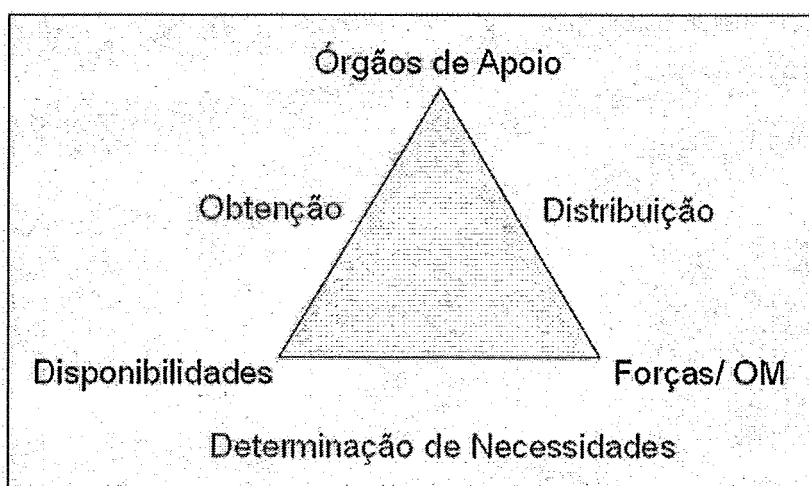 Órgãos de Apoio
Obtenção
Distribuição
Disponibilidades
Forças/ OM
Determinação de Necessidades